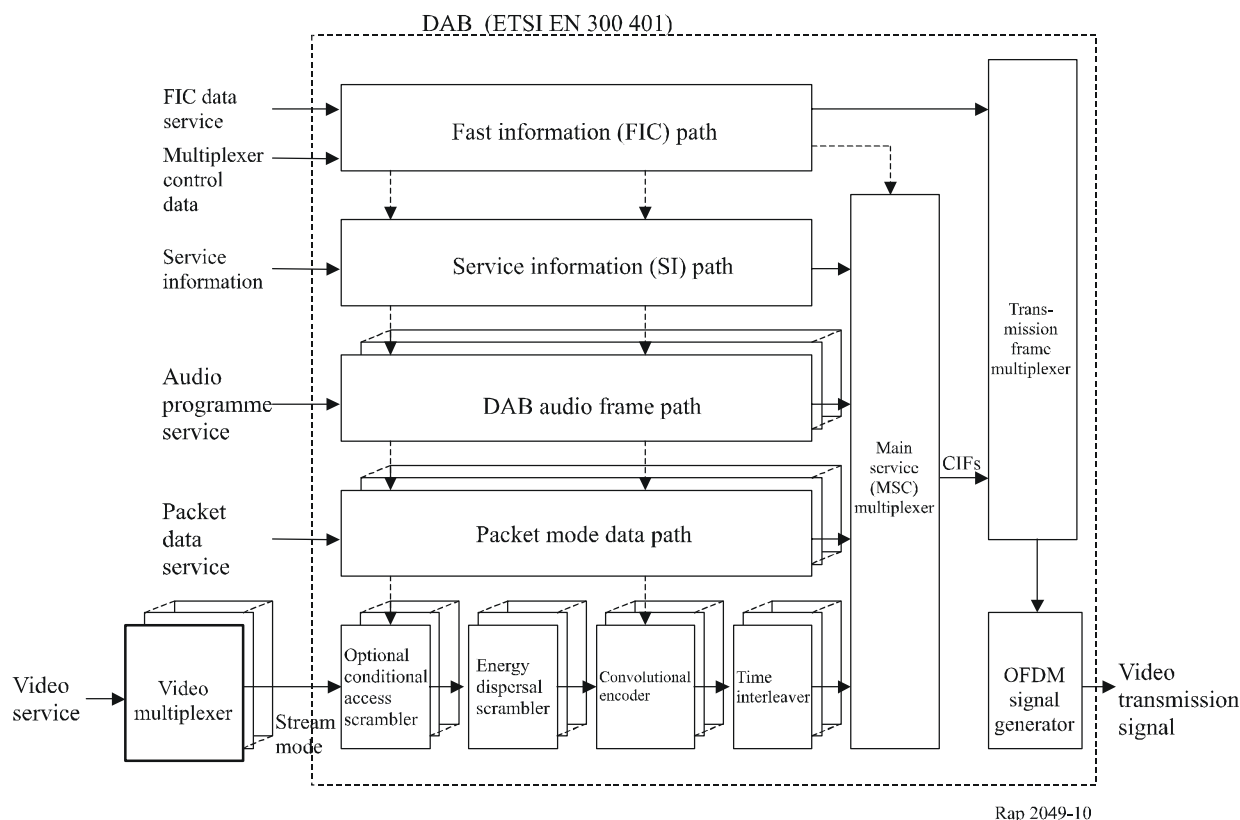 DAB (ETSI EN 300 401)
FIC data
service
Multiplexer
control
data
Fast information (FIC) path
Service
information
Service information (SI) path
Audio
programme
service
DAB audio frame path
Packet
data
service
Packet mode data path
Video
service
Video
multiplexer
Stream
mode
Optional
conditional
access
scrambler
Energy
dispersal
scrambler
Convolutional
encoder
Time
interleaver
Main
service
(MSC)
multiplexer
CIFs
Trans-
mission
frame
multiplexer
OFDM
signal
generator
Video
transmission
signal
Rap 2049-10